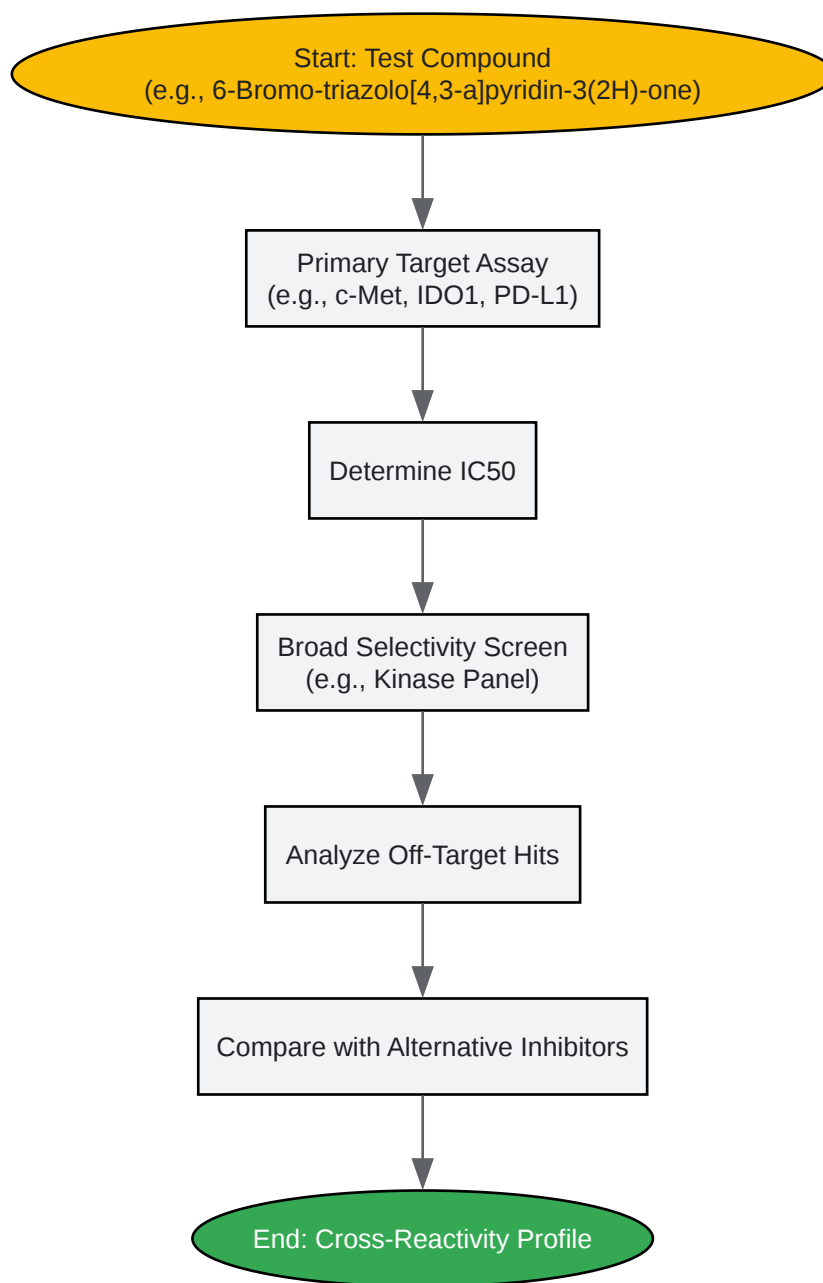 Start: Test Compound
(e.g., 6-Bromo-triazolo[4,3-a]pyridin-3(2H)-one)
Primary Target Assay
(e.g., c-Met, IDO1, PD-L1)
Determine IC50
Broad Selectivity Screen
(e.g., Kinase Panel)
Analyze Off-Target Hits
Compare with Alternative Inhibitors
End: Cross-Reactivity Profile